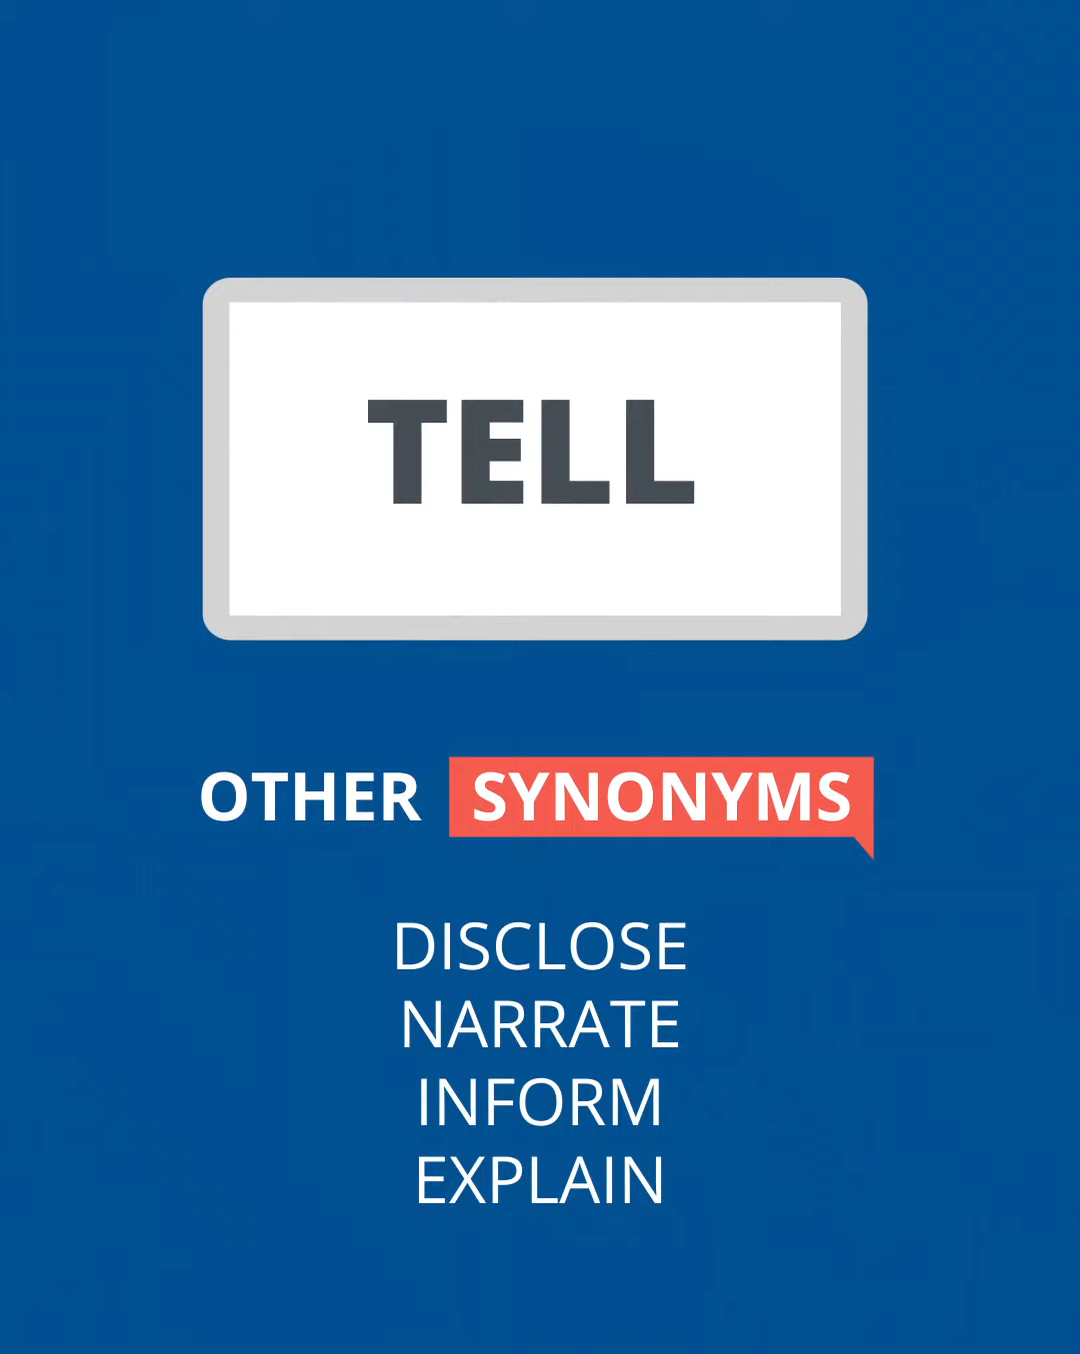 TELL
OTHER SYNONYMS
DISCLOSE
NARRATE
INFORM
EXPLAIN